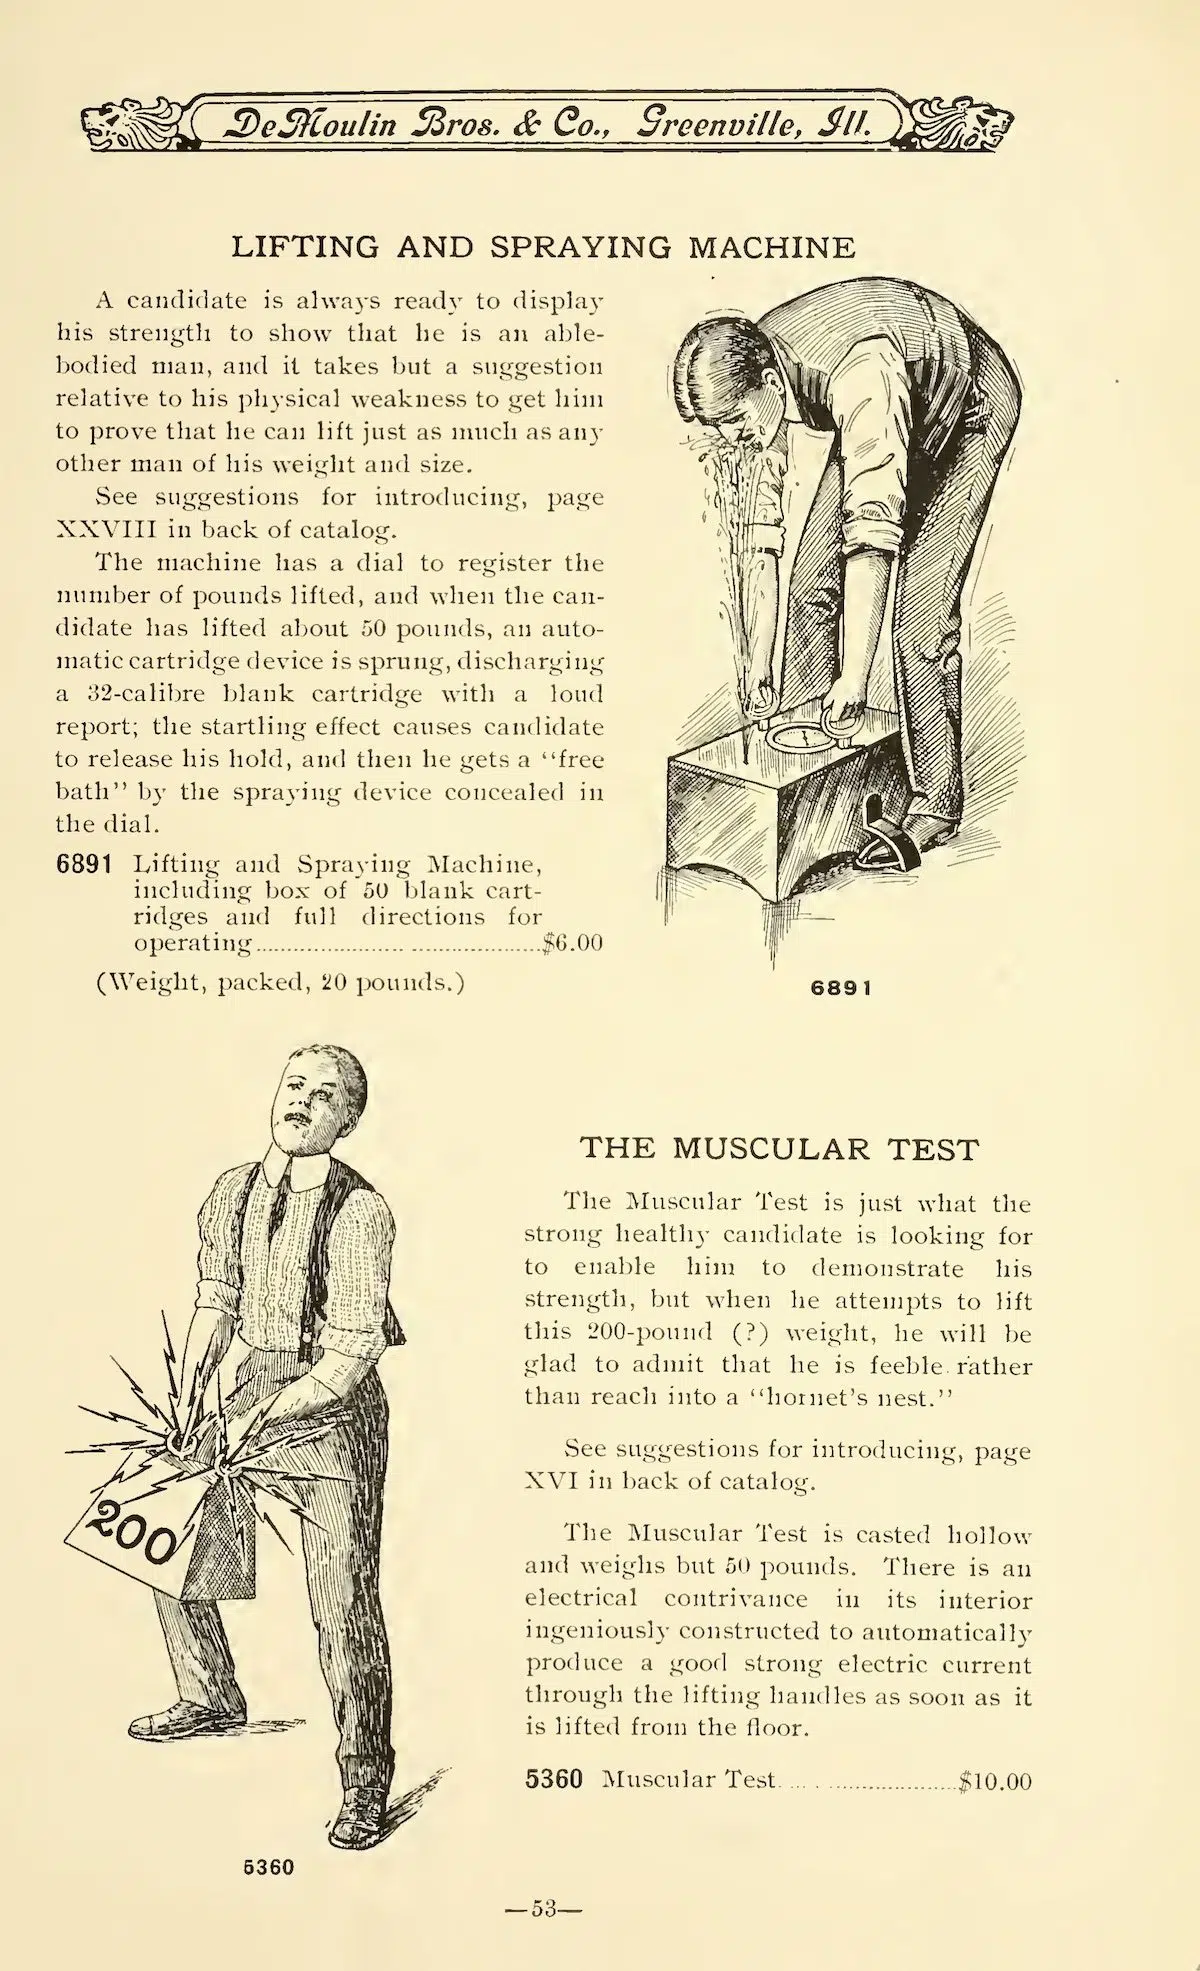 DeMoulin Bros. & Co., Greenville, Ill.
LIFTING AND SPRAYING MACHINE
A candidate is always ready to display
his strength to show that he is an able-
bodied man, and it takes but a suggestion
relative to his physical weakness to get him
to prove that he can lift just as much as any
other man of his weight and size.
See suggestions for introducing, page
XXVIII in back of catalog.
The machine has a dial to register the
number of pounds lifted, and when the can-
didate has lifted about 50 pounds, an auto-
matic cartridge device is sprung, discharging
a 32-calibre blank cartridge with a loud
report; the startling effect causes candidate
to release his hold, and then he gets a "free
bath" by the spraying device concealed in
the dial.
6891 Lifting and Spraying Machine,
including box of 50 blank cart-
ridges and full directions for
operating........................................$6.00
(Weight, packed, 20 pounds.)
6891
THE MUSCULAR TEST
The Muscular Test is just what the
strong healthy candidate is looking for
to enable him to demonstrate his
strength, but when he attempts to lift
this 200-pound (?) weight, he will be
glad to admit that he is feeble rather
than reach into a "hornet's nest."
See suggestions for introducing, page
XVI in back of catalog.
The Muscular Test is casted hollow
and weighs but 50 pounds. There is an
electrical contrivance in its interior
ingeniously constructed to automatically
produce a good strong electric current
through the lifting handles as soon as it
is lifted from the floor.
5360 Muscular Test..........................$10.00
200
5360
—53—